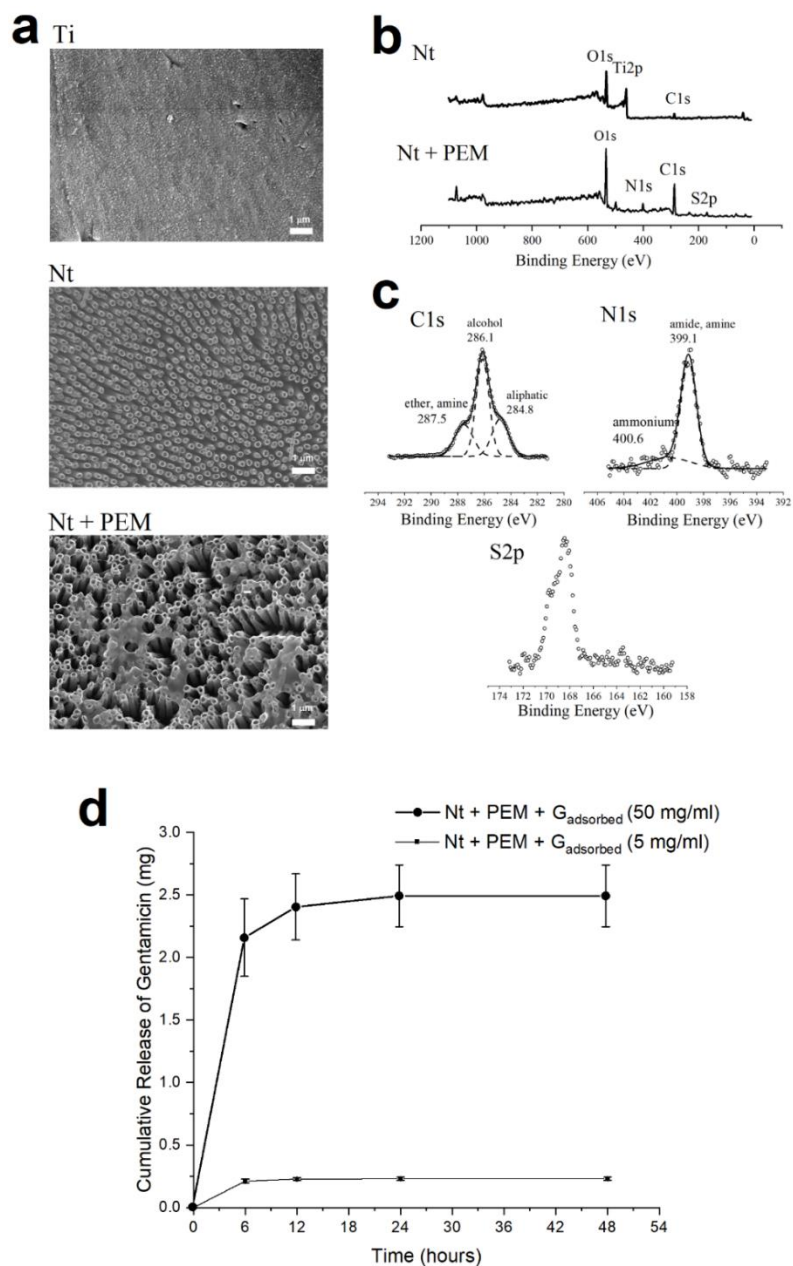 a
Ti
1 μm
Nt
1 μm
Nt + PEM
1 μm
b
Nt
O1s
Ti2p
C1s
Nt + PEM
O1s
N1s
C1s
S2p
1200 1000 800 600 400 200 0
Binding Energy (eV)
c
C1s
alcohol
286.1
ether, amine
287.5
aliphatic
284.8
294 292 290 288 286 284 282 280
Binding Energy (eV)
N1s
amide, amine
399.1
ammonium
400.6
406 404 402 400 398 396 394 392
Binding Energy (eV)
S2p
174 172 170 168 166 164 162 160 158
Binding Energy (eV)
d
Nt + PEM + Gadsorbed (50 mg/ml)
Nt + PEM + Gadsorbed (5 mg/ml)
Cumulative Release of Gentamicin (mg)
3.0
2.5
2.0
1.5
1.0
0.5
0.0
0 6 12 18 24 30 36 42 48 54
Time (hours)